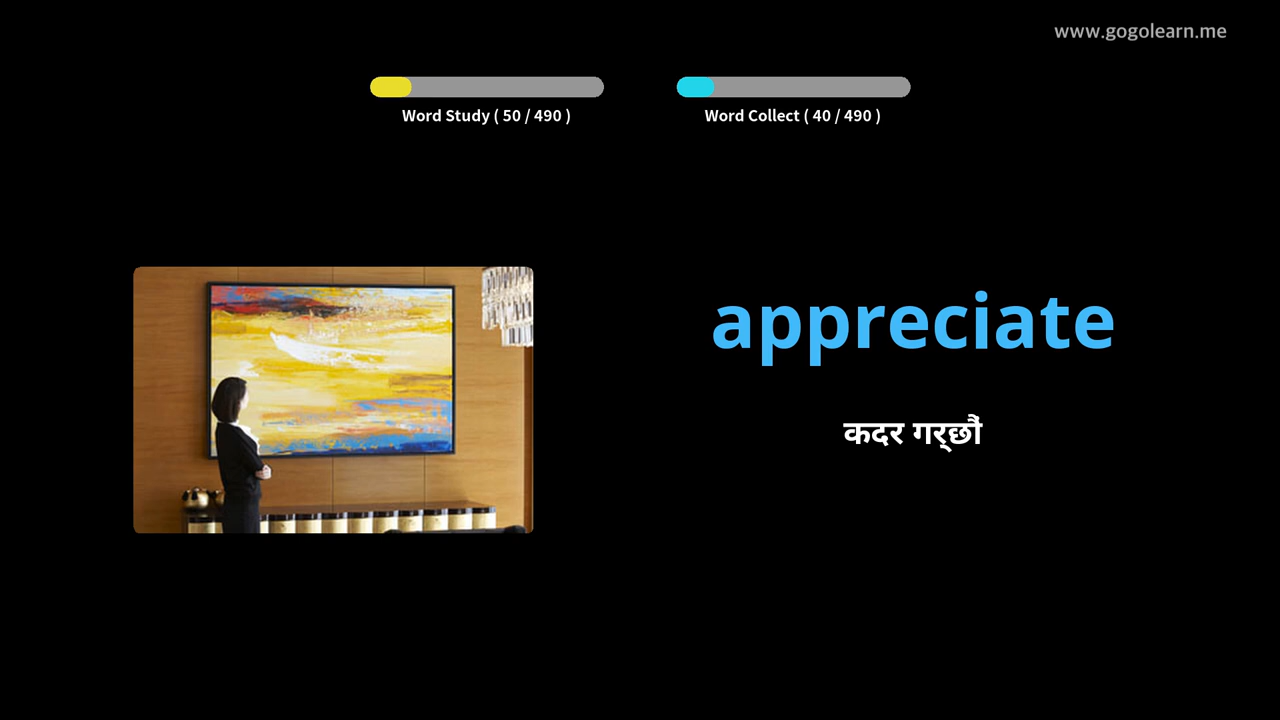 www.gogolearn.me
Word Study ( 50 / 490 )
Word Collect ( 40 / 490 )
appreciate
कदर गर्छौं